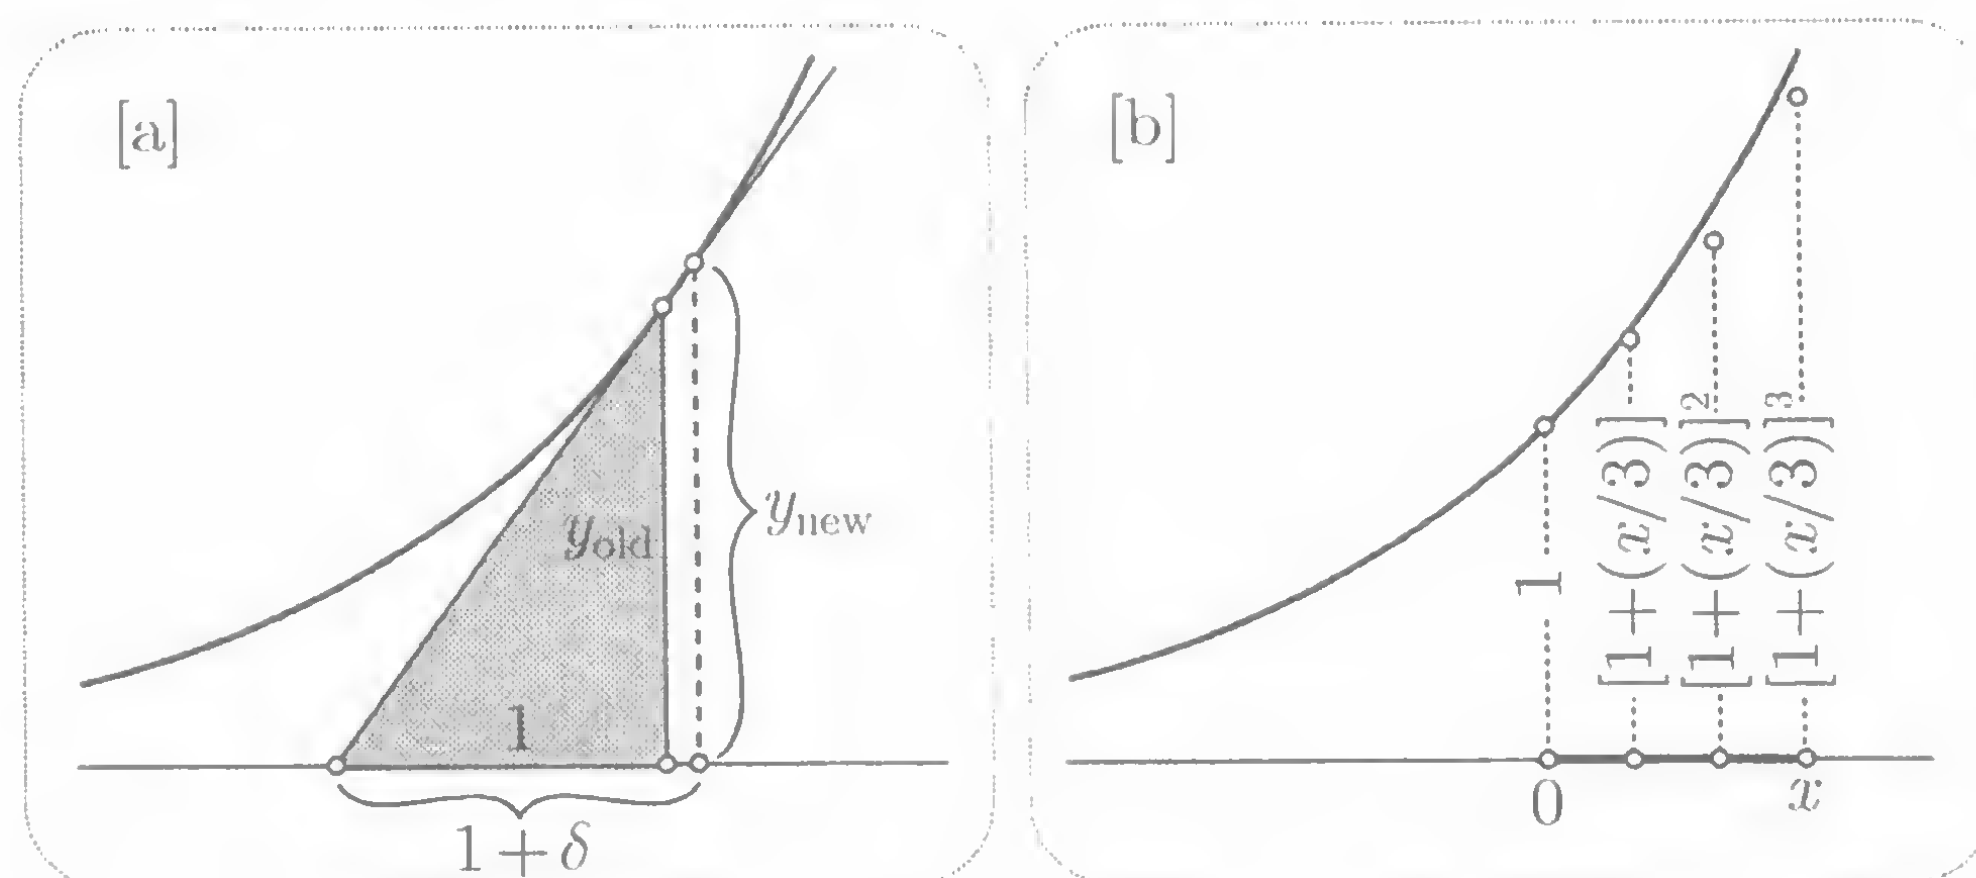 [a]
y_old
y_new
1
1 + δ
[b]
1
[1+(x/3)]
[1+(x/3)]²
[1+(x/3)]³
0
x